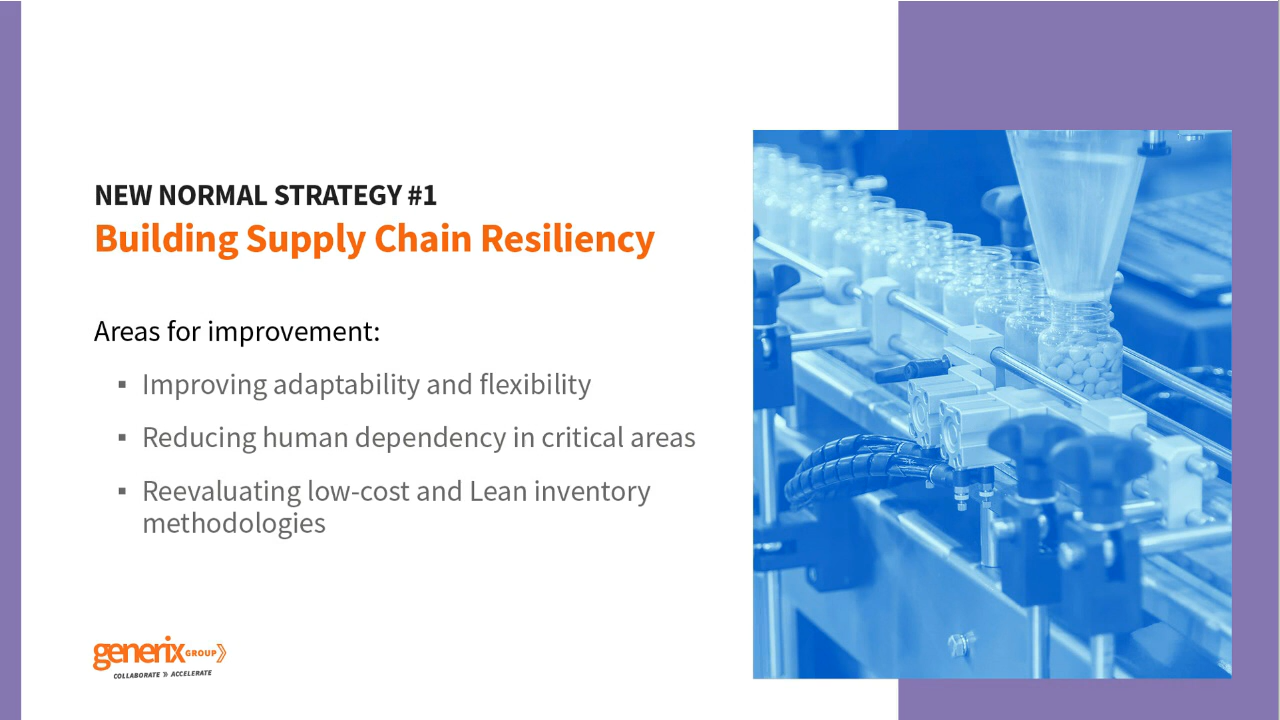 NEW NORMAL STRATEGY #1
Building Supply Chain Resiliency
Areas for improvement:
▪ Improving adaptability and flexibility
▪ Reducing human dependency in critical areas
▪ Reevaluating low-cost and Lean inventory
methodologies
generix GROUP
COLLABORATE » ACCELERATE